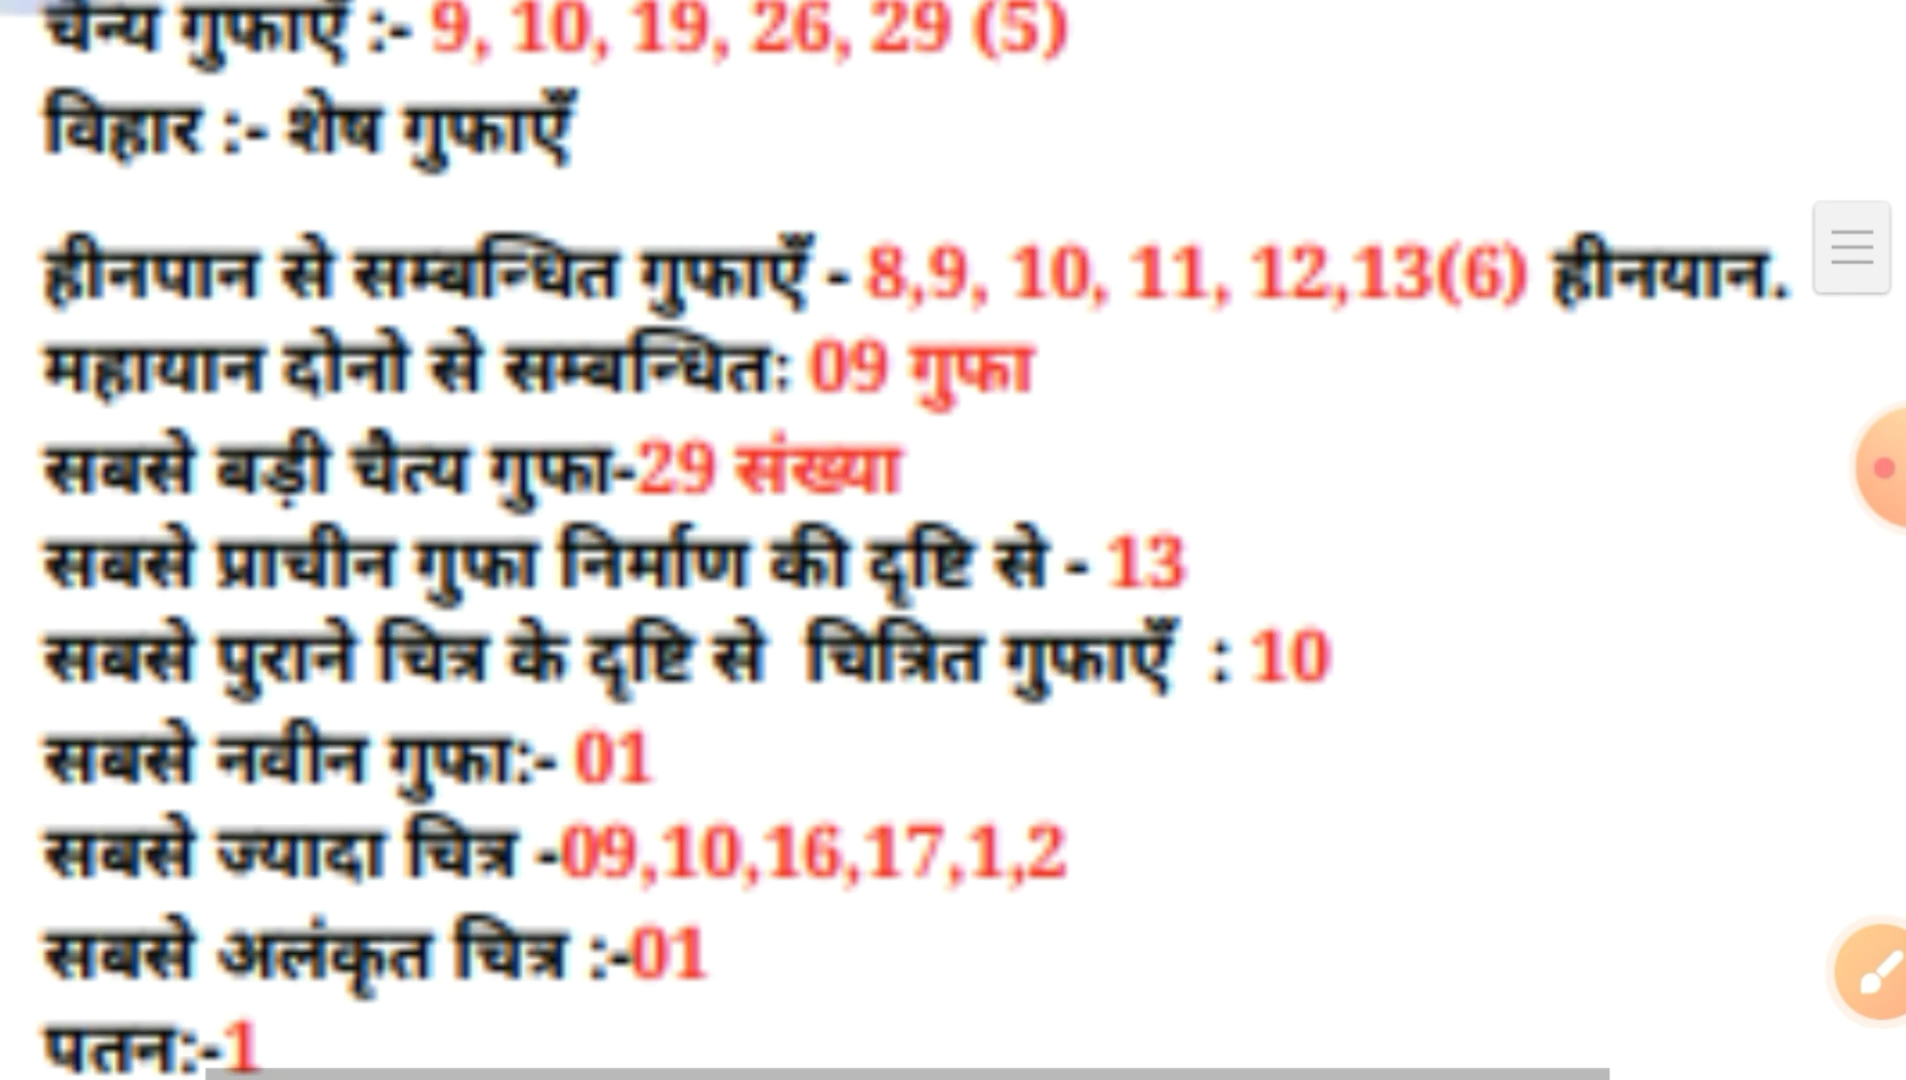 चैन्य गुफाएँ :- 9, 10, 19, 26, 29 (5)
विहार :- शेष गुफाएँ
हीनपान से सम्बन्धित गुफाएँ - 8,9, 10, 11, 12,13(6) हीनयान.
महायान दोनो से सम्बन्धितः 09 गुफा
सबसे बड़ी चैत्य गुफा-29 संख्या
सबसे प्राचीन गुफा निर्माण की दृष्टि से - 13
सबसे पुराने चित्र के दृष्टि से चित्रित गुफाएँ : 10
सबसे नवीन गुफा:- 01
सबसे ज्यादा चित्र -09,10,16,17,1,2
सबसे अलंकृत चित्र :-01
पतन:-1